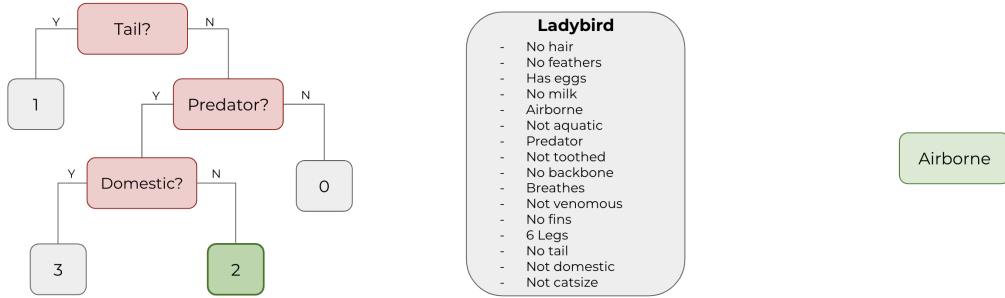 Tail?
Y
N
1
Predator?
Y
N
Domestic?
0
Y
N
3
2
Ladybird
- No hair
- No feathers
- Has eggs
- No milk
- Airborne
- Not aquatic
- Predator
- Not toothed
- No backbone
- Breathes
- Not venomous
- No fins
- 6 Legs
- No tail
- Not domestic
- Not catsize
Airborne